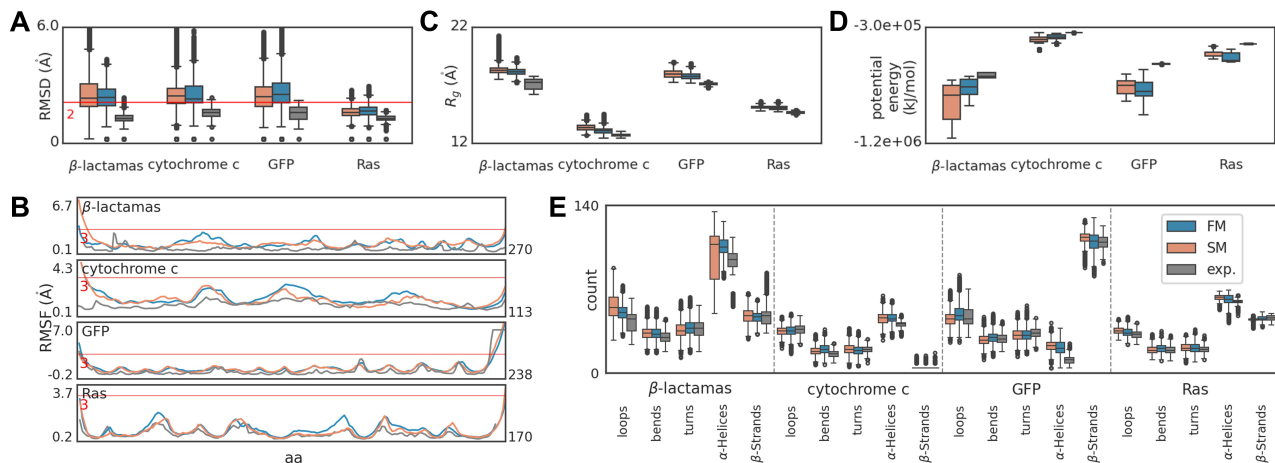 A
6.0
RMSD (Å)
2
0
β-lactamas cytochrome c GFP Ras
B
6.7
β-lactamas
3
0.1
270
4.3
cytochrome c
3
0.1
113
RMSF (Å)
7.0
GFP
3
-0.2
238
3.7
Ras
3
0.2
170
aa
C
22
Rg (Å)
12
β-lactamas cytochrome c GFP Ras
D
-3.0e+05
potential
energy
(kJ/mol)
-1.2e+06
β-lactamas cytochrome c GFP Ras
E
140
count
0
FM
SM
exp.
β-lactamas cytochrome c GFP Ras
loops bends turns α-Helices β-Strands loops bends turns α-Helices β-Strands loops bends turns α-Helices β-Strands loops bends turns α-Helices β-Strands